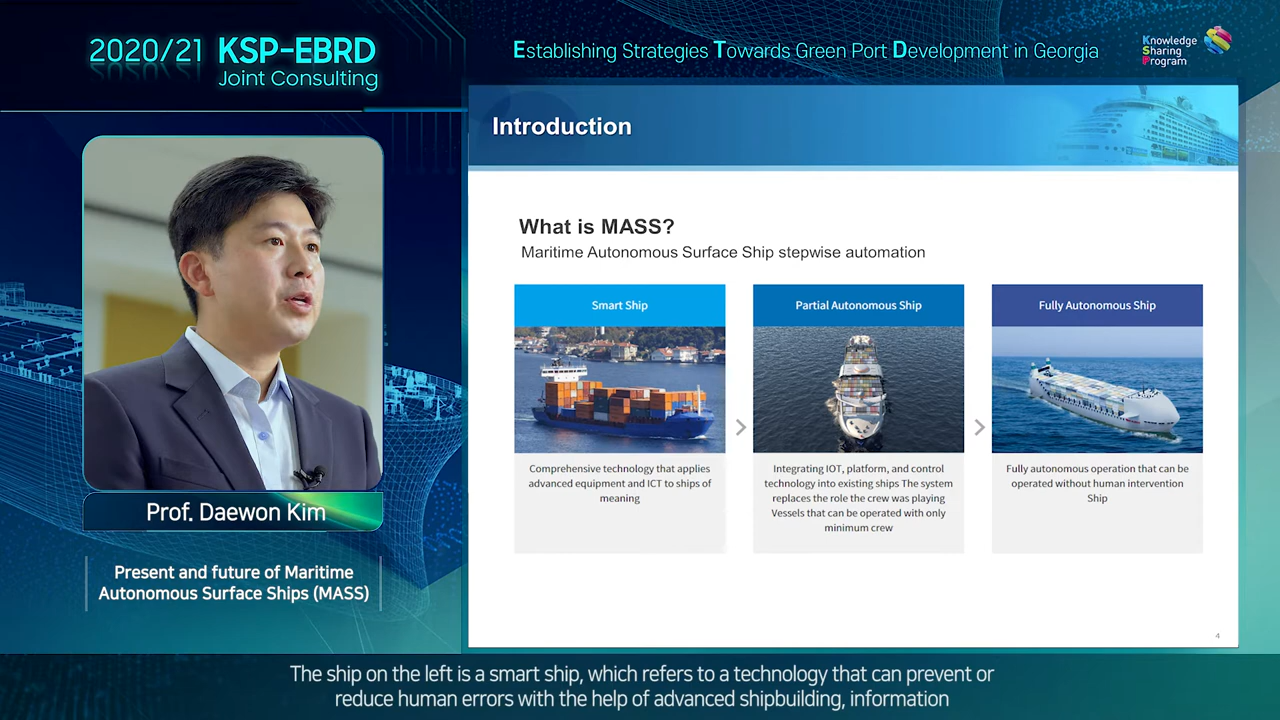 2020/21 KSP-EBRD
Joint Consulting
Establishing Strategies Towards Green Port Development in Georgia
Knowledge
Sharing
Program
Introduction
What is MASS?
Maritime Autonomous Surface Ship stepwise automation
Smart Ship
Comprehensive technology that applies
advanced equipment and ICT to ships of
meaning
Partial Autonomous Ship
Integrating IOT, platform, and control
technology into existing ships The system
replaces the role the crew was playing
Vessels that can be operated with only
minimum crew
Fully Autonomous Ship
Fully autonomous operation that can be
operated without human intervention
Ship
4
Prof. Daewon Kim
Present and future of Maritime
Autonomous Surface Ships (MASS)
The ship on the left is a smart ship, which refers to a technology that can prevent or
reduce human errors with the help of advanced shipbuilding, information